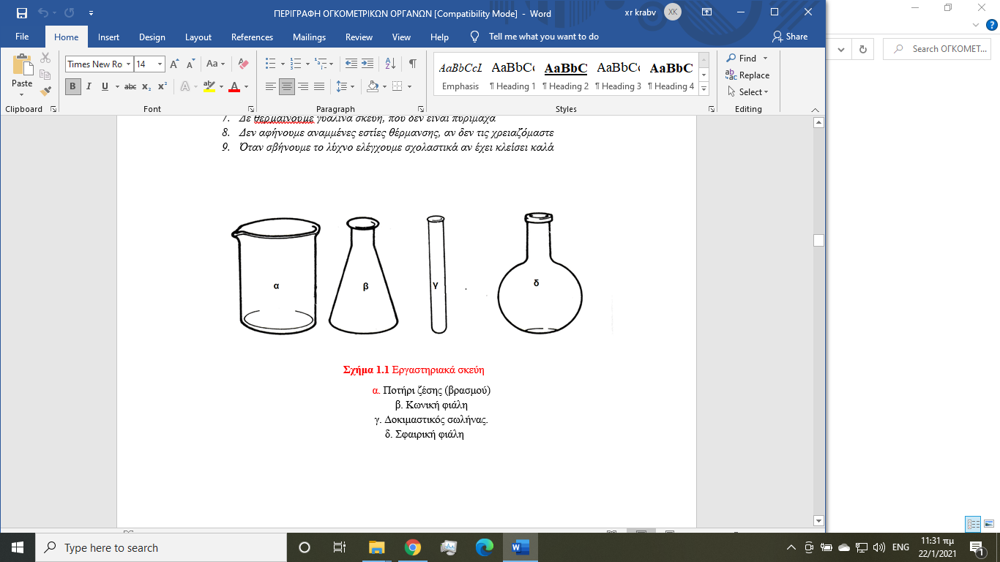 ΠΕΡΙΓΡΑΦΗ ΟΓΚΟΜΕΤΡΙΚΩΝ ΟΡΓΑΝΩΝ [Compatibility Mode] - Word
xr krabv
XK
File Home Insert Design Layout References Mailings Review View Help Tell me what you want to do Share
Search ΟΓΚΟΜΕΤ...
Paste
Clipboard
Times New Ro 14
Font
Paragraph
AaBbCcL AaBbCc AaBbC AaBbCc AaBbC
Emphasis ¶ Heading 1 ¶ Heading 2 ¶ Heading 3 ¶ Heading 4
Styles
Find
Replace
Select
Editing
7. Δε θερμαίνουμε γυάλινα σκεύη, που δεν είναι πυρίμαχα
8. Δεν αφήνουμε αναμμένες εστίες θέρμανσης, αν δεν τις χρειαζόμαστε
9. Όταν σβήνουμε το λύχνο ελέγχουμε σχολαστικά αν έχει κλείσει καλά
α β γ δ
Σχήμα 1.1 Εργαστηριακά σκεύη
α. Ποτήρι ζέσης (βρασμού)
β. Κωνική φιάλη
γ. Δοκιμαστικός σωλήνας.
δ. Σφαιρική φιάλη
Type here to search
ENG
11:31 πμ
22/1/2021
1